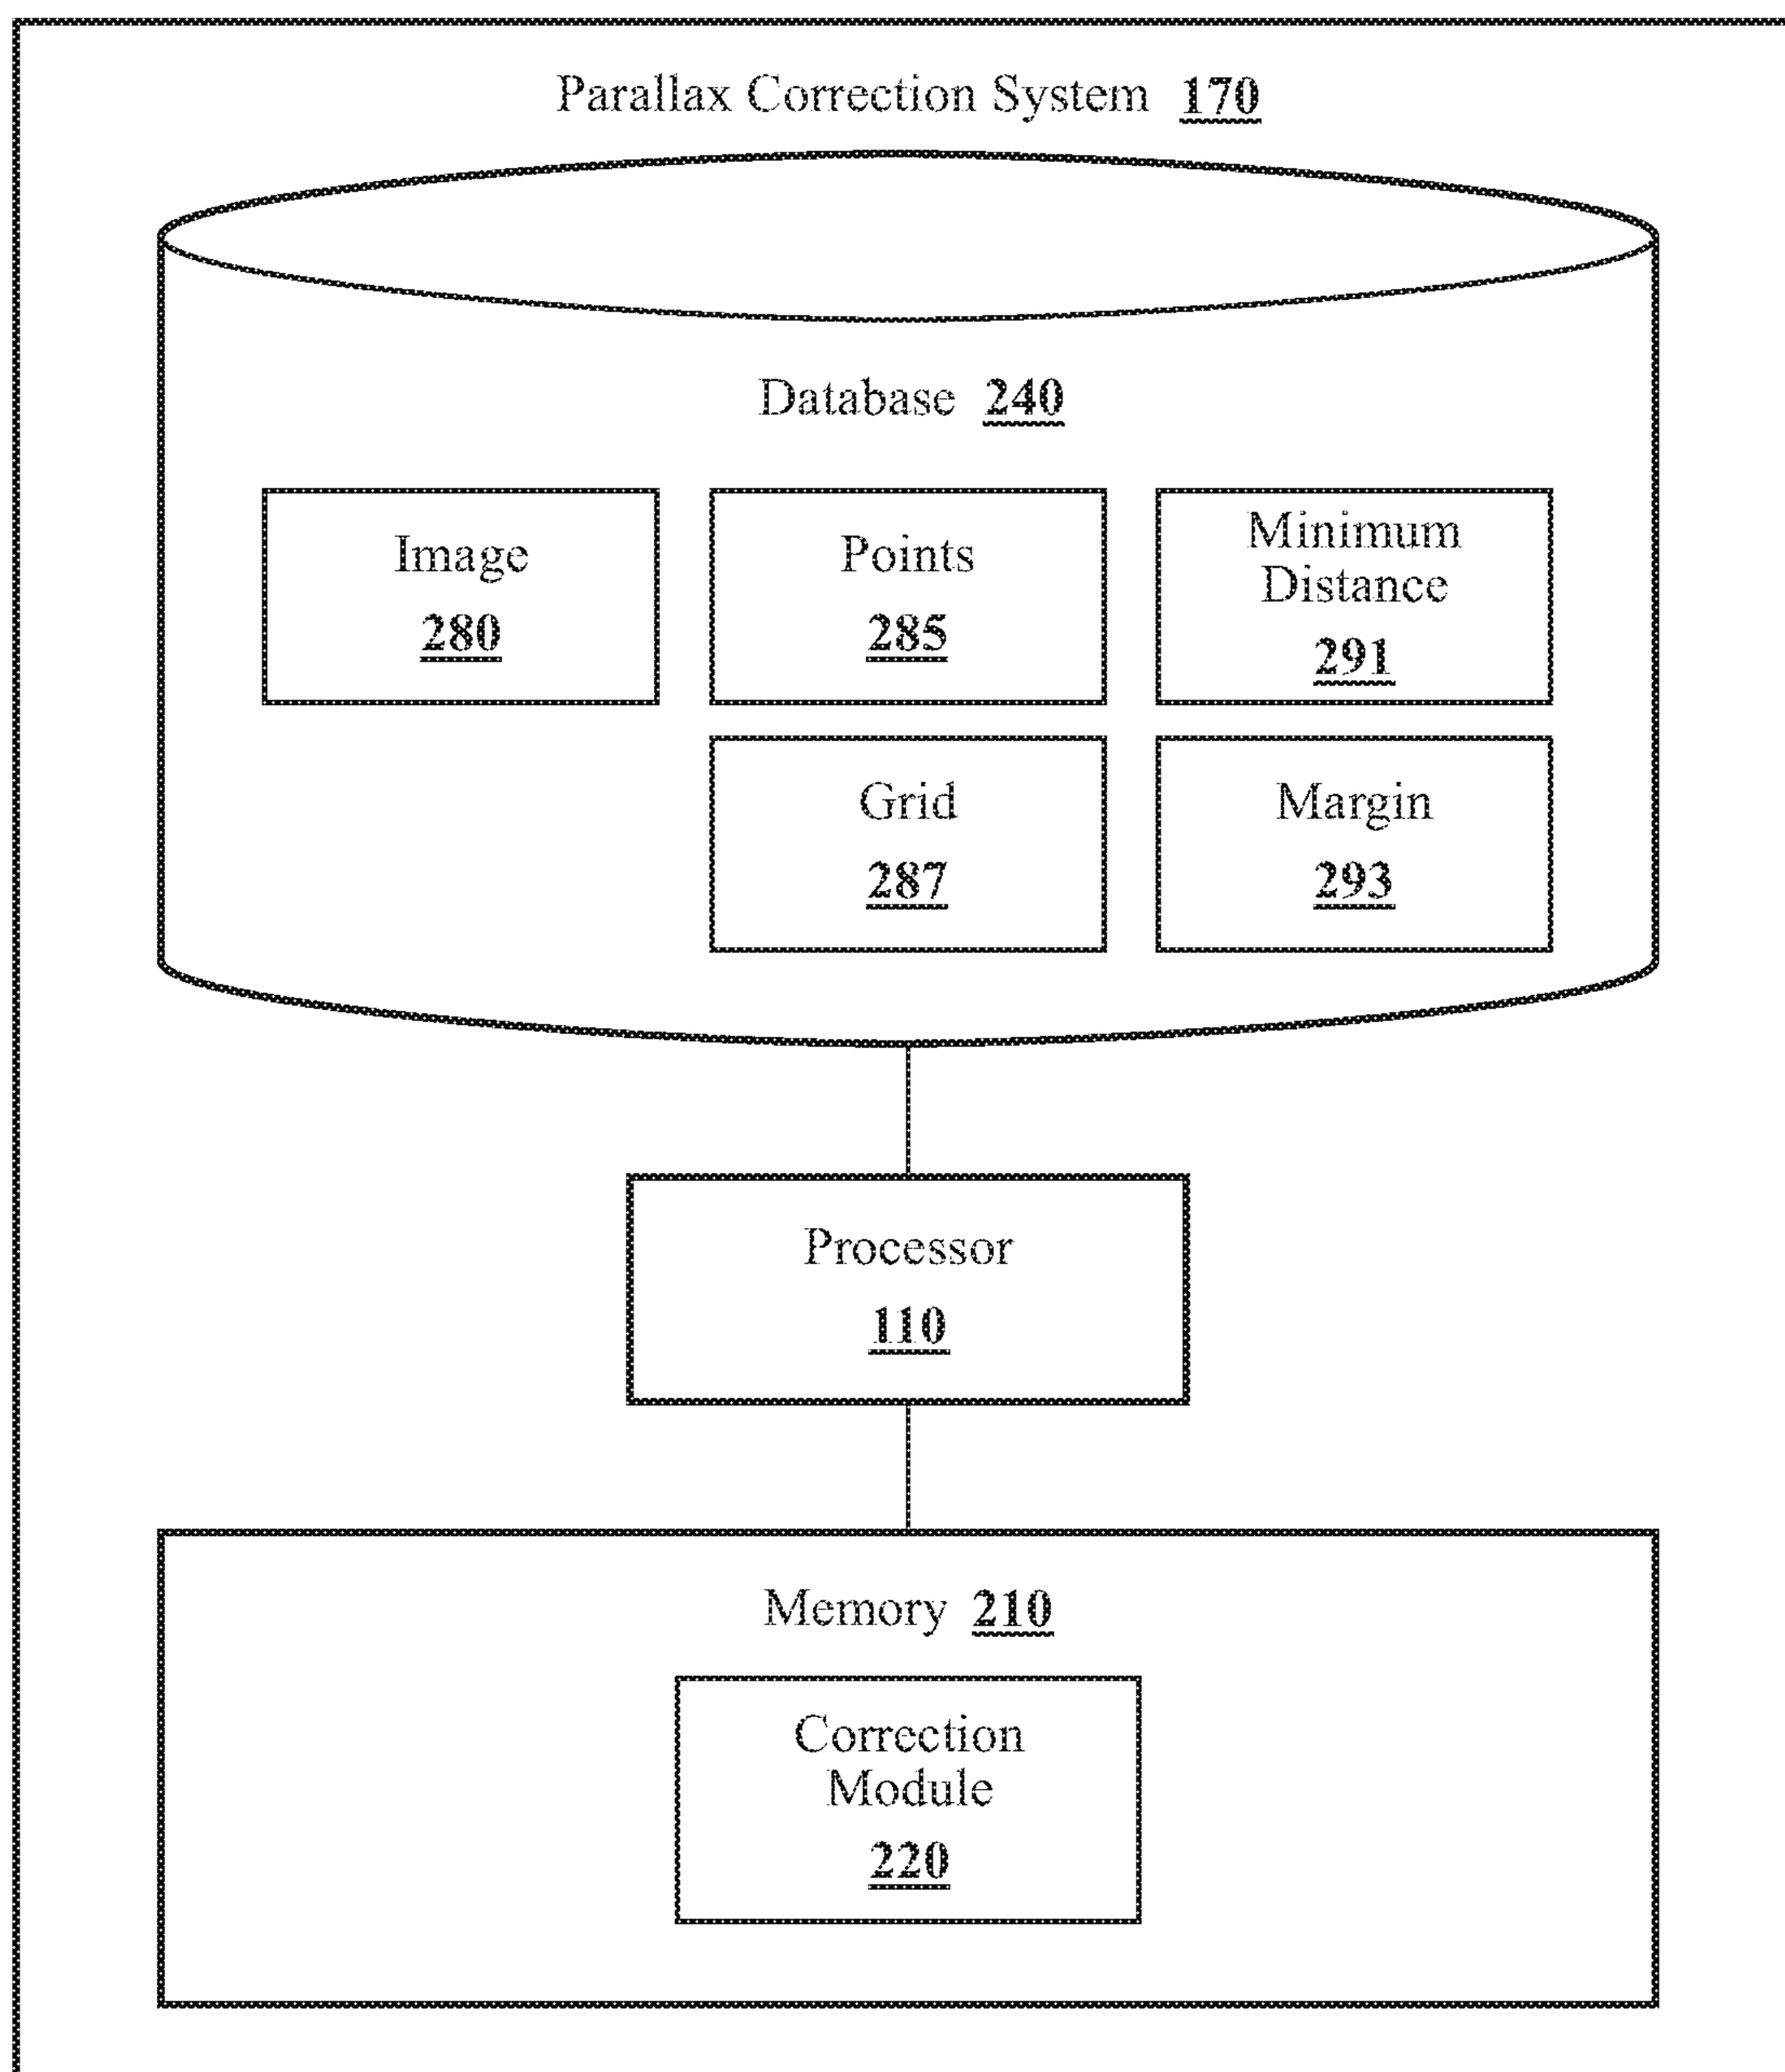 Parallax Correction System 170
Database 240
Image
280
Points
285
Minimum
Distance
291
Grid
287
Margin
293
Processor
110
Memory 210
Correction
Module
220